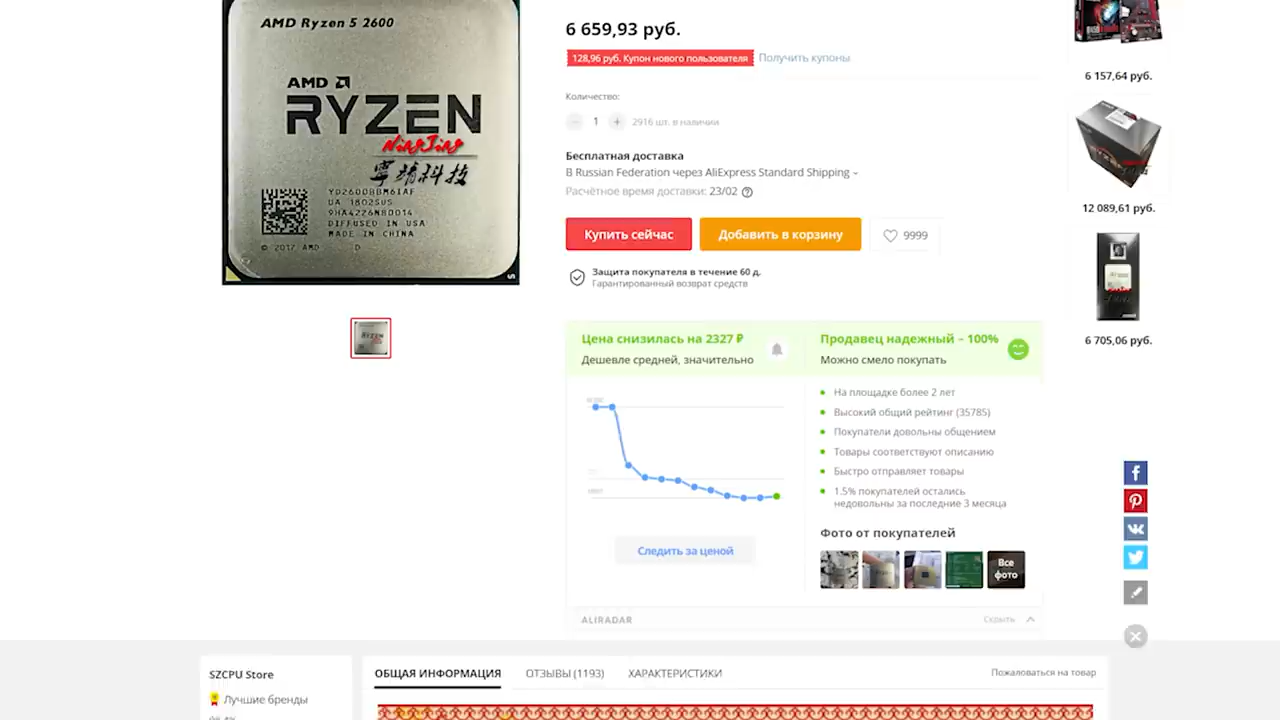 AMD Ryzen 5 2600
AMD
RYZEN
NingJing
寧精科技
YD2600BBM6IAF
UA 1802SUS
9HA4226N80014
DIFFUSED IN USA
MADE IN CHINA
© 2017 AMD D
6 659,93 руб.
128,96 руб. Купон нового пользователя Получить купоны
Количество:
− 1 + 2916 шт. в наличии
Бесплатная доставка
В Russian Federation через AliExpress Standard Shipping
Расчётное время доставки: 23/02
Купить сейчас Добавить в корзину 9999
Защита покупателя в течение 60 д.
Гарантированный возврат средств
Цена снизилась на 2327 ₽
Дешевле средней, значительно
Следить за ценой
Продавец надежный – 100%
Можно смело покупать
На площадке более 2 лет
Высокий общий рейтинг (35785)
Покупатели довольны общением
Товары соответствуют описанию
Быстро отправляет товары
1.5% покупателей остались
недовольны за последние 3 месяца
Фото от покупателей
Все
фото
ALIRADAR Скрыть
6 157,64 руб.
12 089,61 руб.
6 705,06 руб.
SZCPU Store
Лучшие бренды
ОБЩАЯ ИНФОРМАЦИЯ ОТЗЫВЫ (1193) ХАРАКТЕРИСТИКИ
Пожаловаться на товар